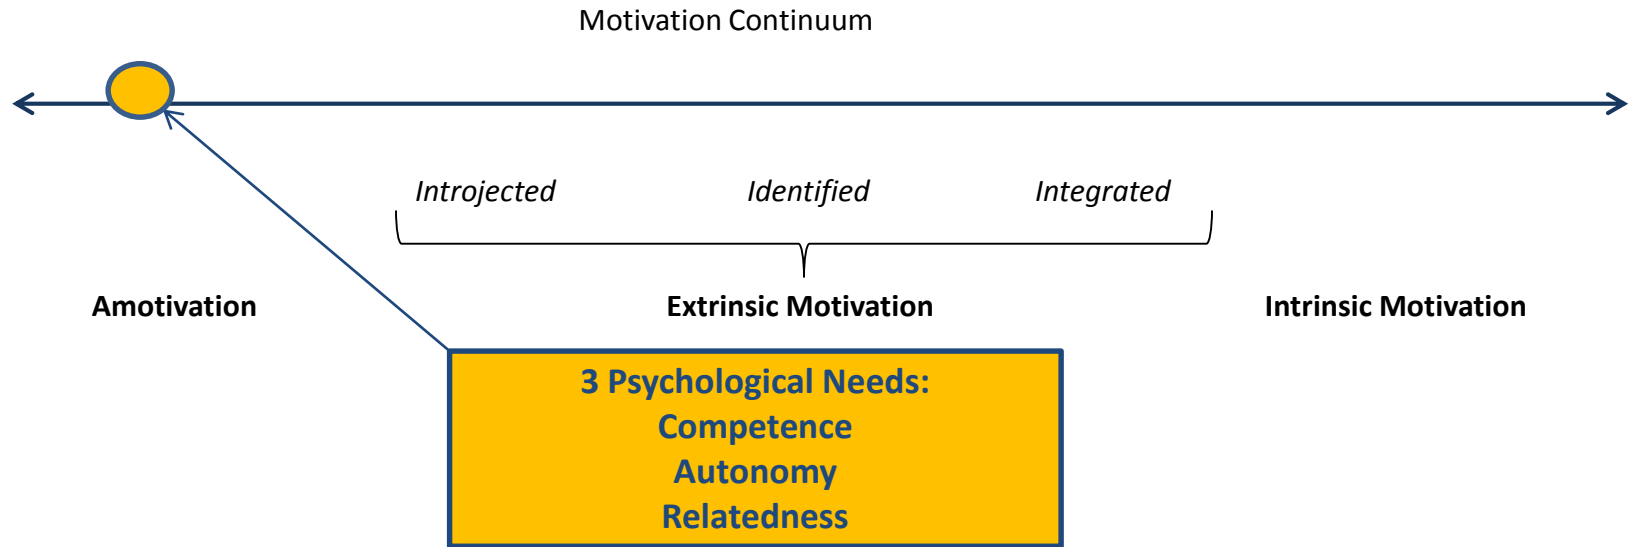 Motivation Continuum
Introjected Identified Integrated
Amotivation Extrinsic Motivation Intrinsic Motivation
3 Psychological Needs:
Competence
Autonomy
Relatedness